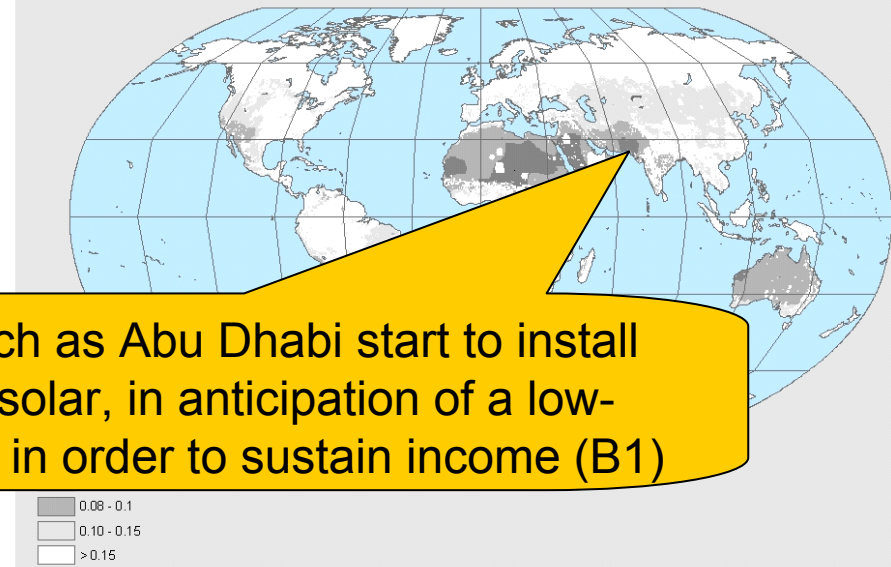 ch as Abu Dhabi start to install
solar, in anticipation of a low-
in order to sustain income (B1)
0.08 - 0.1
0.10 - 0.15
> 0.15